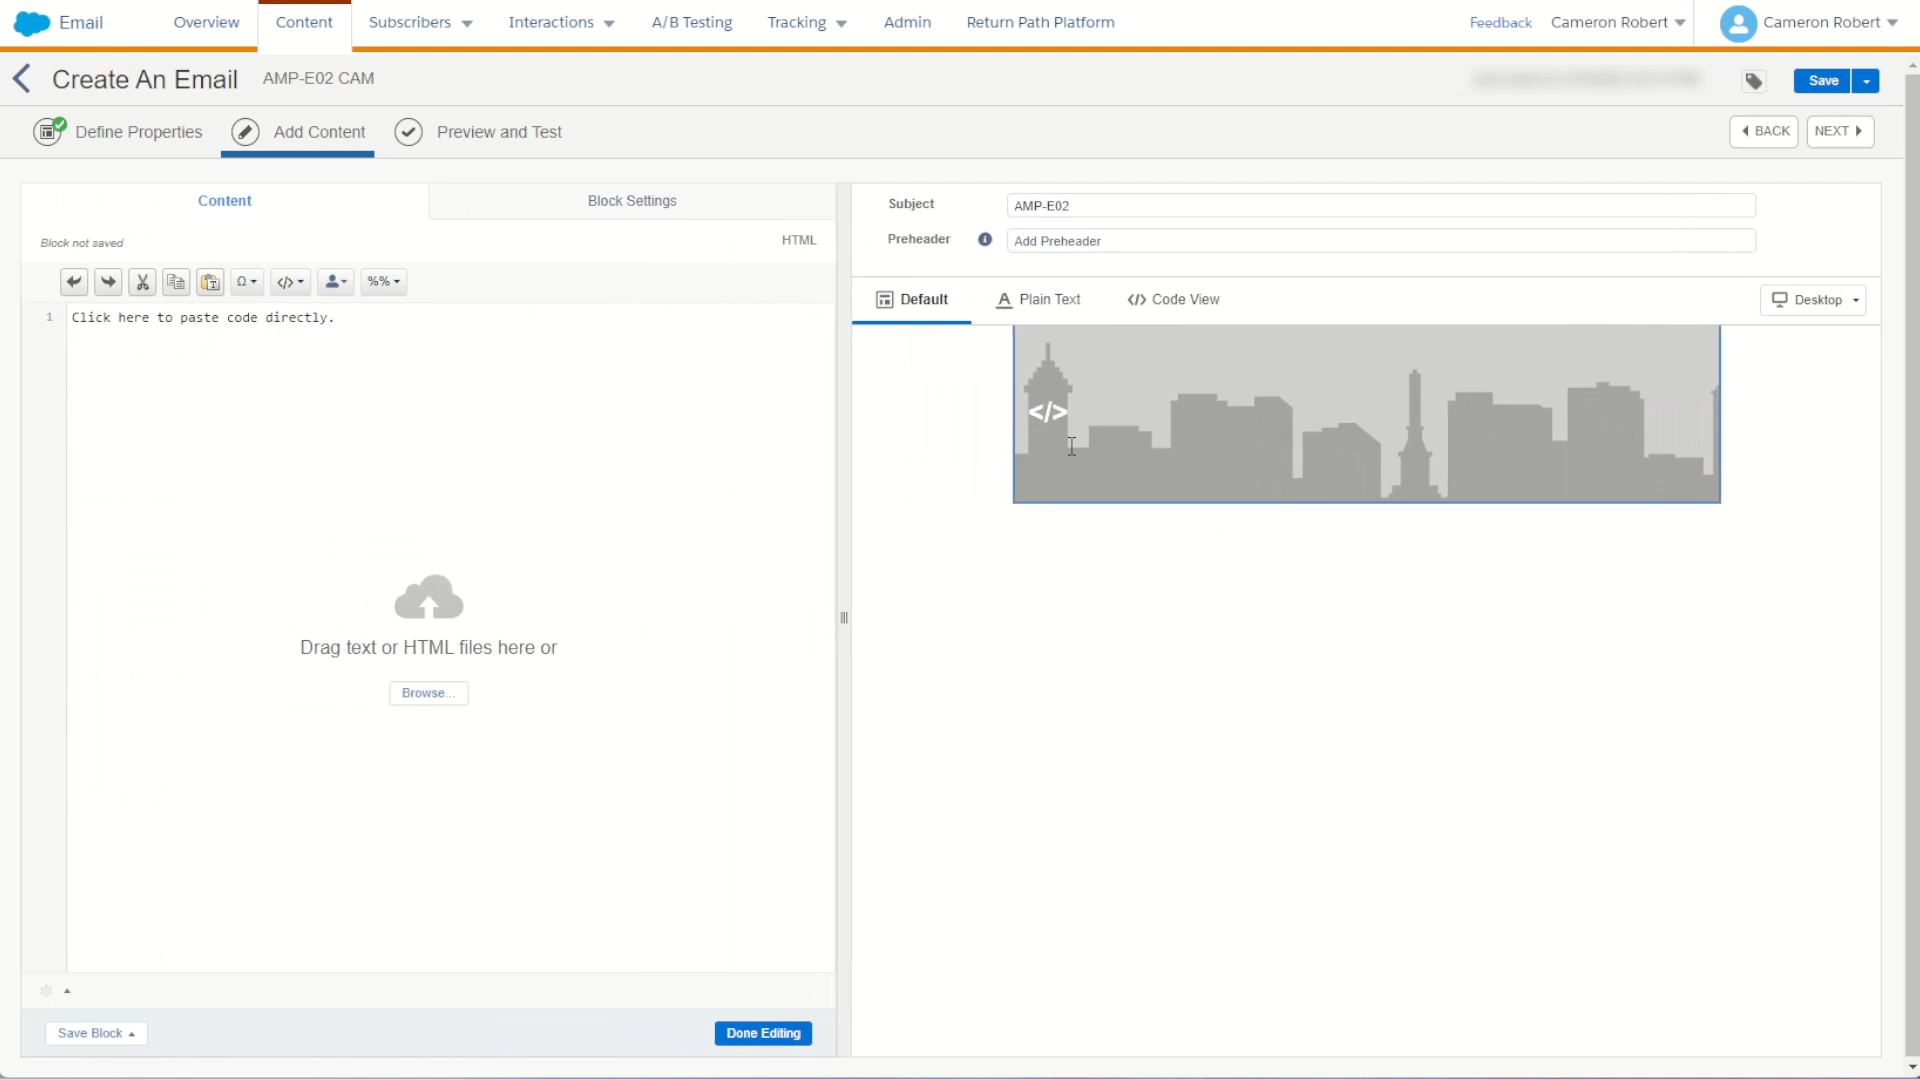 Email Overview Content Subscribers Interactions A/B Testing Tracking Admin Return Path Platform Feedback Cameron Robert Cameron Robert
Create An Email AMP-E02 CAM Save
Define Properties Add Content Preview and Test BACK NEXT
Content Block Settings
Subject AMP-E02
Block not saved HTML
Preheader i Add Preheader
Ω </> %%
Default A Plain Text </> Code View Desktop
1 Click here to paste code directly.
</>
Drag text or HTML files here or
Browse...
Save Block Done Editing